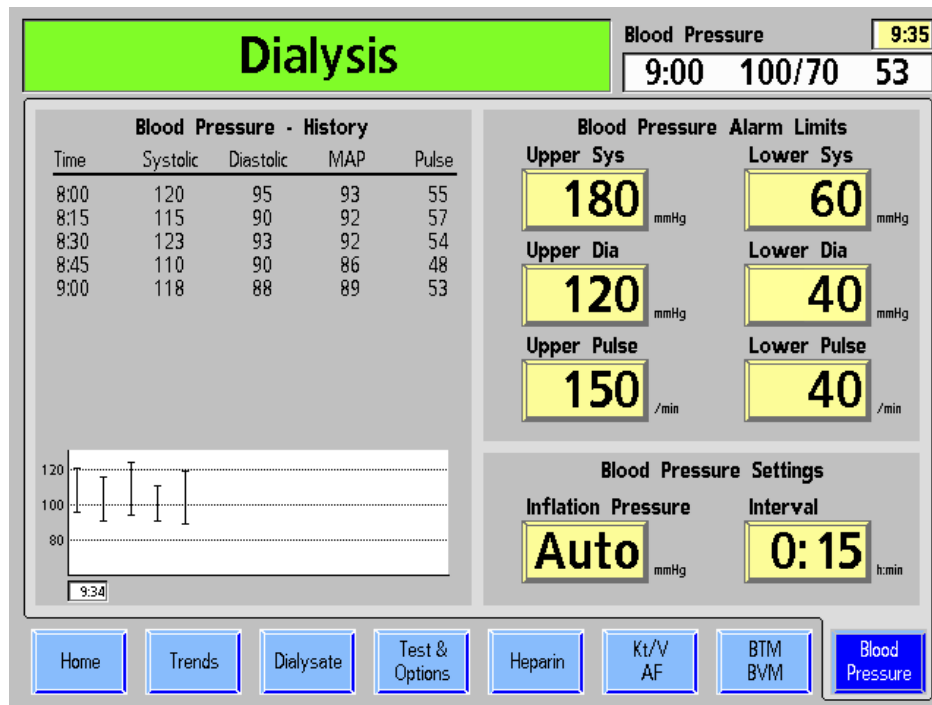 Dialysis
Blood Pressure 9:35
9:00 100/70 53
Blood Pressure - History
Time Systolic Diastolic MAP Pulse
8:00 120 95 93 55
8:15 115 90 92 57
8:30 123 93 92 54
8:45 110 90 86 48
9:00 118 88 89 53
120
100
80
9:34
Blood Pressure Alarm Limits
Upper Sys Lower Sys
180 mmHg 60 mmHg
Upper Dia Lower Dia
120 mmHg 40 mmHg
Upper Pulse Lower Pulse
150 /min 40 /min
Blood Pressure Settings
Inflation Pressure Interval
Auto mmHg 0:15 h:min
Home
Trends
Dialysate
Test &
Options
Heparin
Kt/V
AF
BTM
BVM
Blood
Pressure